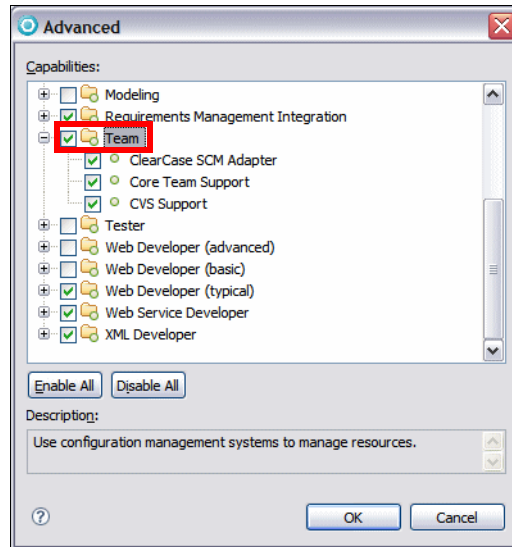 Advanced
Capabilities:
Modeling
Requirements Management Integration
Team
ClearCase SCM Adapter
Core Team Support
CVS Support
Tester
Web Developer (advanced)
Web Developer (basic)
Web Developer (typical)
Web Service Developer
XML Developer
Enable All Disable All
Description:
Use configuration management systems to manage resources.
? OK Cancel